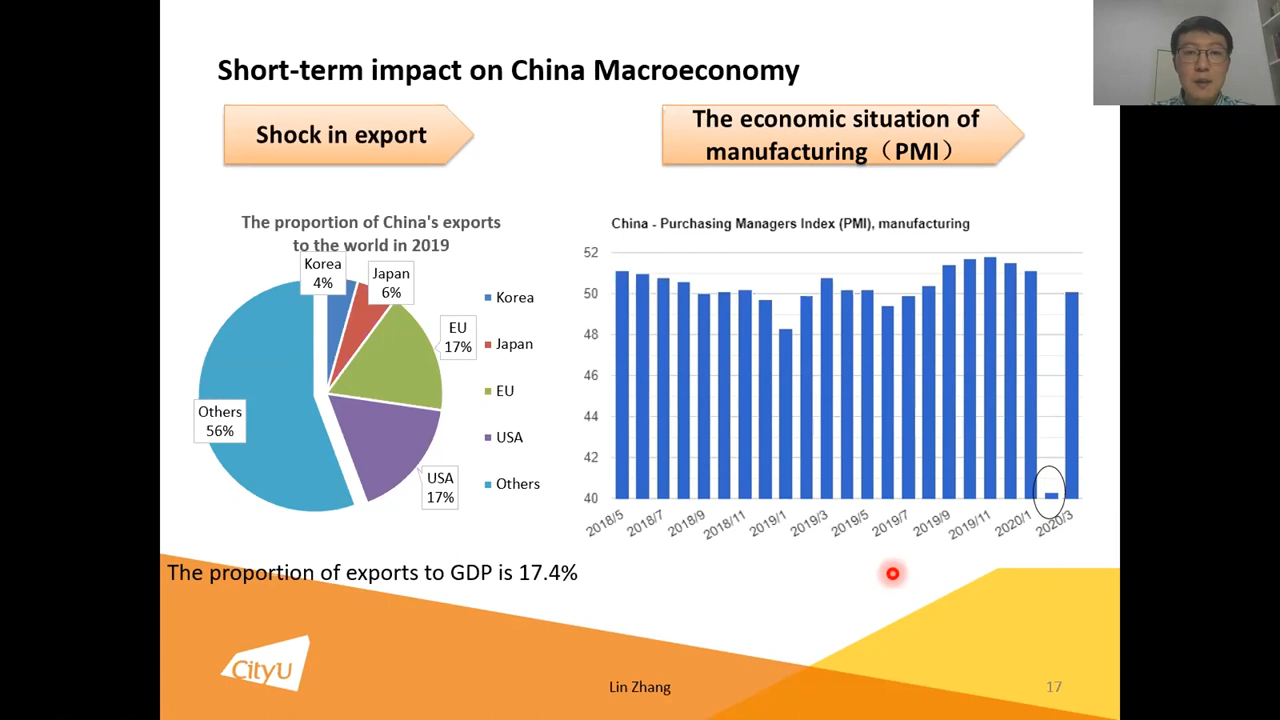 Short-term impact on China Macroeconomy
Shock in export
The economic situation of
manufacturing（PMI）
The proportion of China's exports
to the world in 2019
Korea
4%
Japan
6%
EU
17%
USA
17%
Others
56%
Korea
Japan
EU
USA
Others
China - Purchasing Managers Index (PMI), manufacturing
52
50
48
46
44
42
40
2018/5
2018/7
2018/9
2018/11
2019/1
2019/3
2019/5
2019/7
2019/9
2019/11
2020/1
2020/3
The proportion of exports to GDP is 17.4%
CityU
Lin Zhang
17